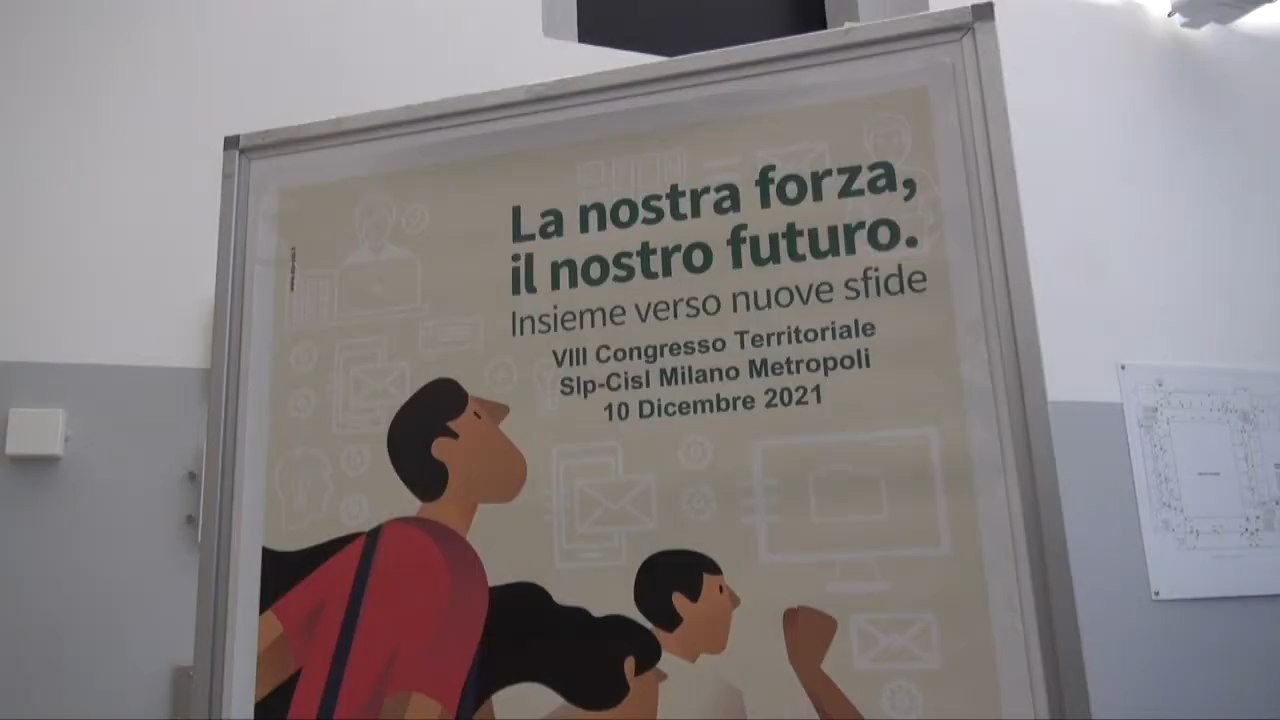 La nostra forza,
il nostro futuro.
Insieme verso nuove sfide
VIII Congresso Territoriale
Slp-Cisl Milano Metropoli
10 Dicembre 2021